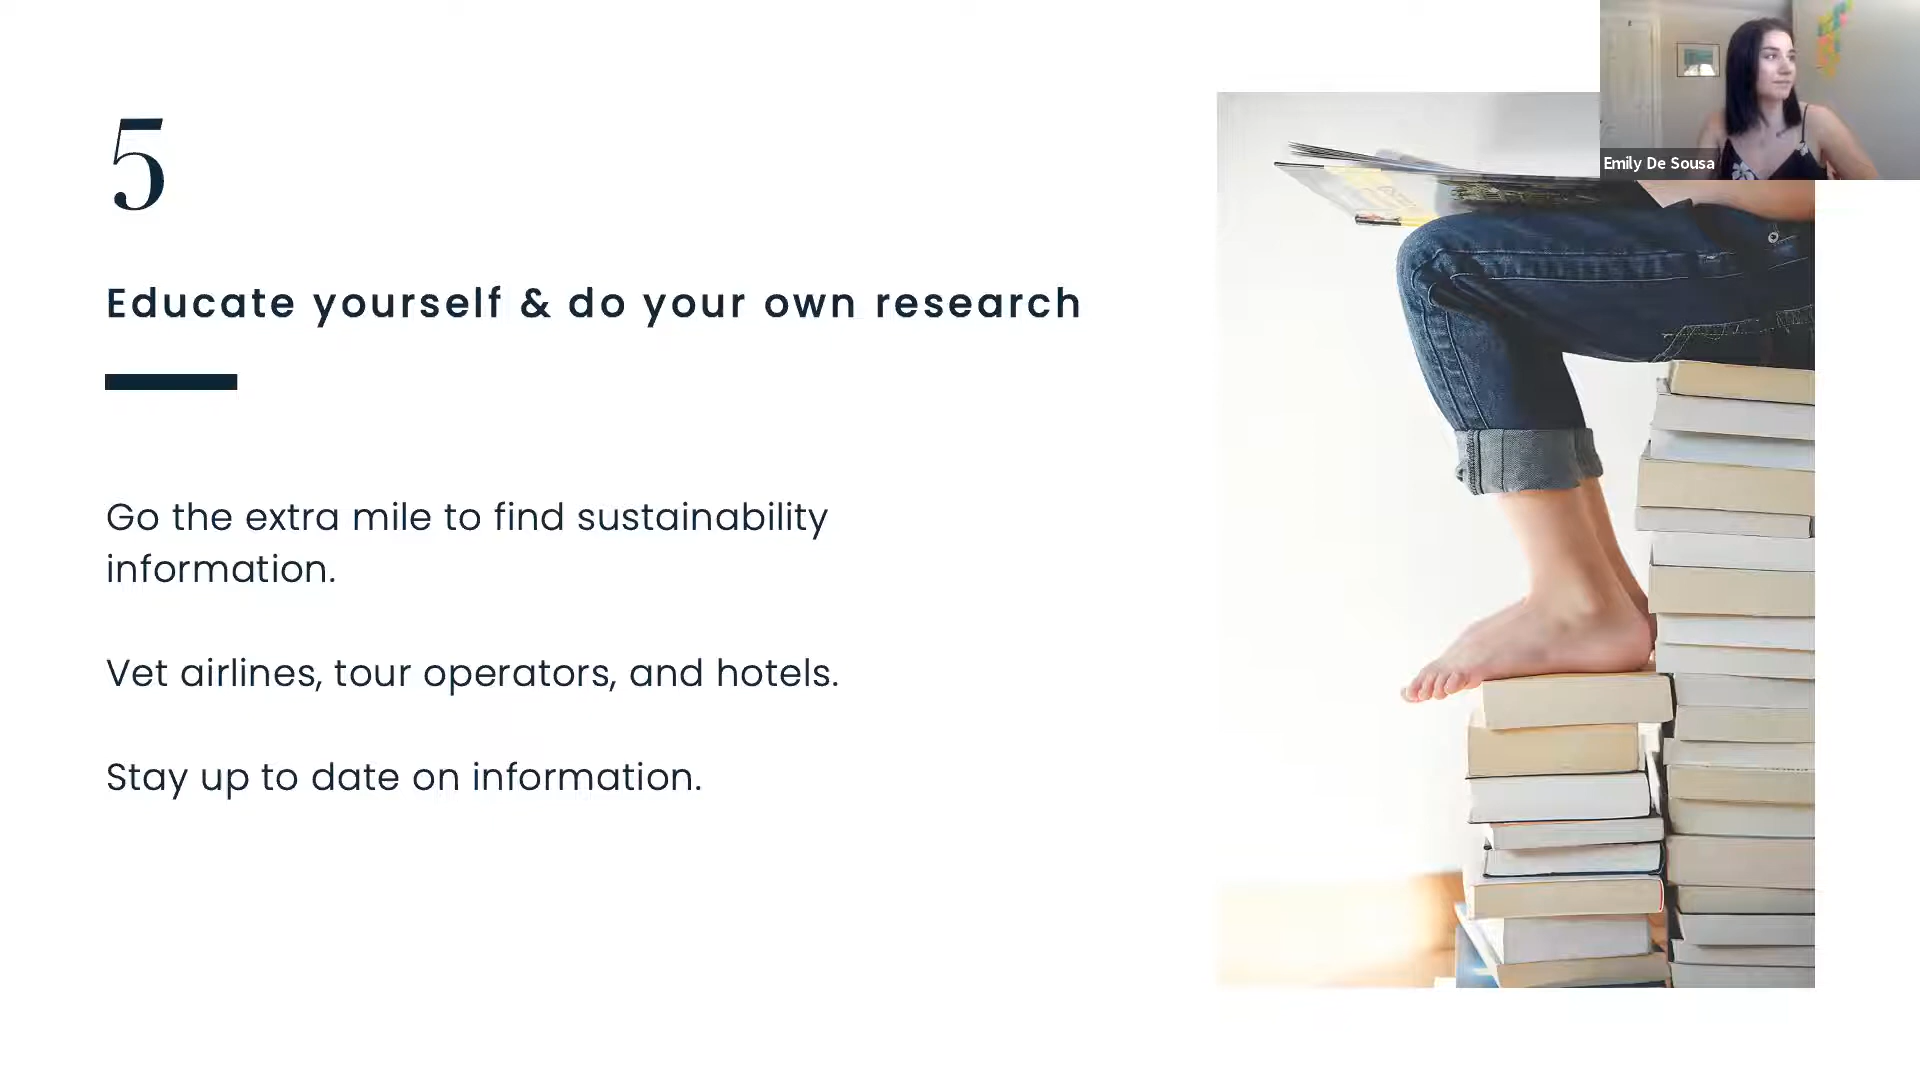 5
Educate yourself & do your own research
Go the extra mile to find sustainability
information.
Vet airlines, tour operators, and hotels.
Stay up to date on information.
Emily De Sousa